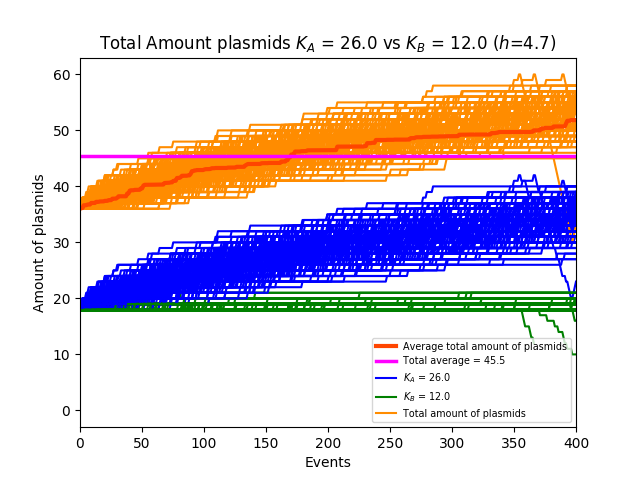 Total Amount plasmids K_A = 26.0 vs K_B = 12.0 (h=4.7)
60
50
40
30
20
10
0
Amount of plasmids
Average total amount of plasmids
Total average = 45.5
K_A = 26.0
K_B = 12.0
Total amount of plasmids
0 50 100 150 200 250 300 350 400
Events